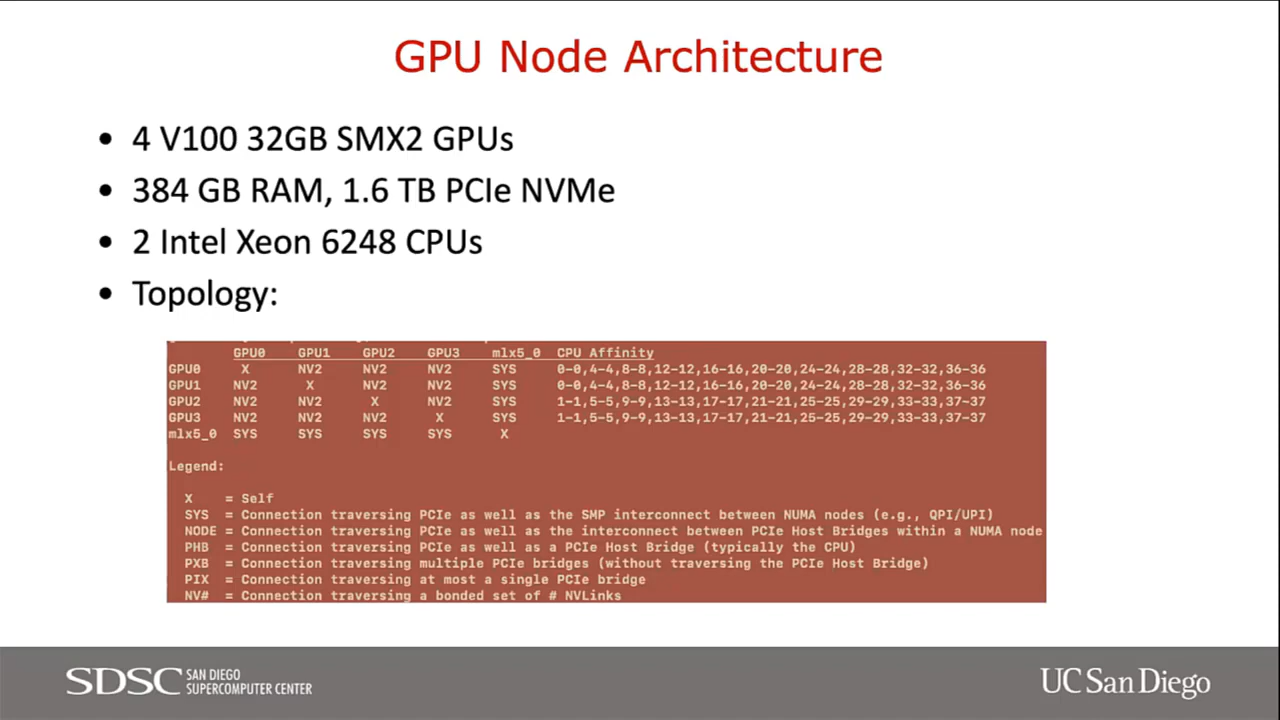 GPU Node Architecture
• 4 V100 32GB SMX2 GPUs
• 384 GB RAM, 1.6 TB PCIe NVMe
• 2 Intel Xeon 6248 CPUs
• Topology:
GPU0 GPU1 GPU2 GPU3 mlx5_0 CPU Affinity
GPU0 X NV2 NV2 NV2 SYS 0-0,4-4,8-8,12-12,16-16,20-20,24-24,28-28,32-32,36-36
GPU1 NV2 X NV2 NV2 SYS 0-0,4-4,8-8,12-12,16-16,20-20,24-24,28-28,32-32,36-36
GPU2 NV2 NV2 X NV2 SYS 1-1,5-5,9-9,13-13,17-17,21-21,25-25,29-29,33-33,37-37
GPU3 NV2 NV2 NV2 X SYS 1-1,5-5,9-9,13-13,17-17,21-21,25-25,29-29,33-33,37-37
mlx5_0 SYS SYS SYS SYS X
Legend:
X = Self
SYS = Connection traversing PCIe as well as the SMP interconnect between NUMA nodes (e.g., QPI/UPI)
NODE = Connection traversing PCIe as well as the interconnect between PCIe Host Bridges within a NUMA node
PHB = Connection traversing PCIe as well as a PCIe Host Bridge (typically the CPU)
PXB = Connection traversing multiple PCIe bridges (without traversing the PCIe Host Bridge)
PIX = Connection traversing at most a single PCIe bridge
NV# = Connection traversing a bonded set of # NVLinks
SDSC SAN DIEGO
SUPERCOMPUTER CENTER
UC San Diego